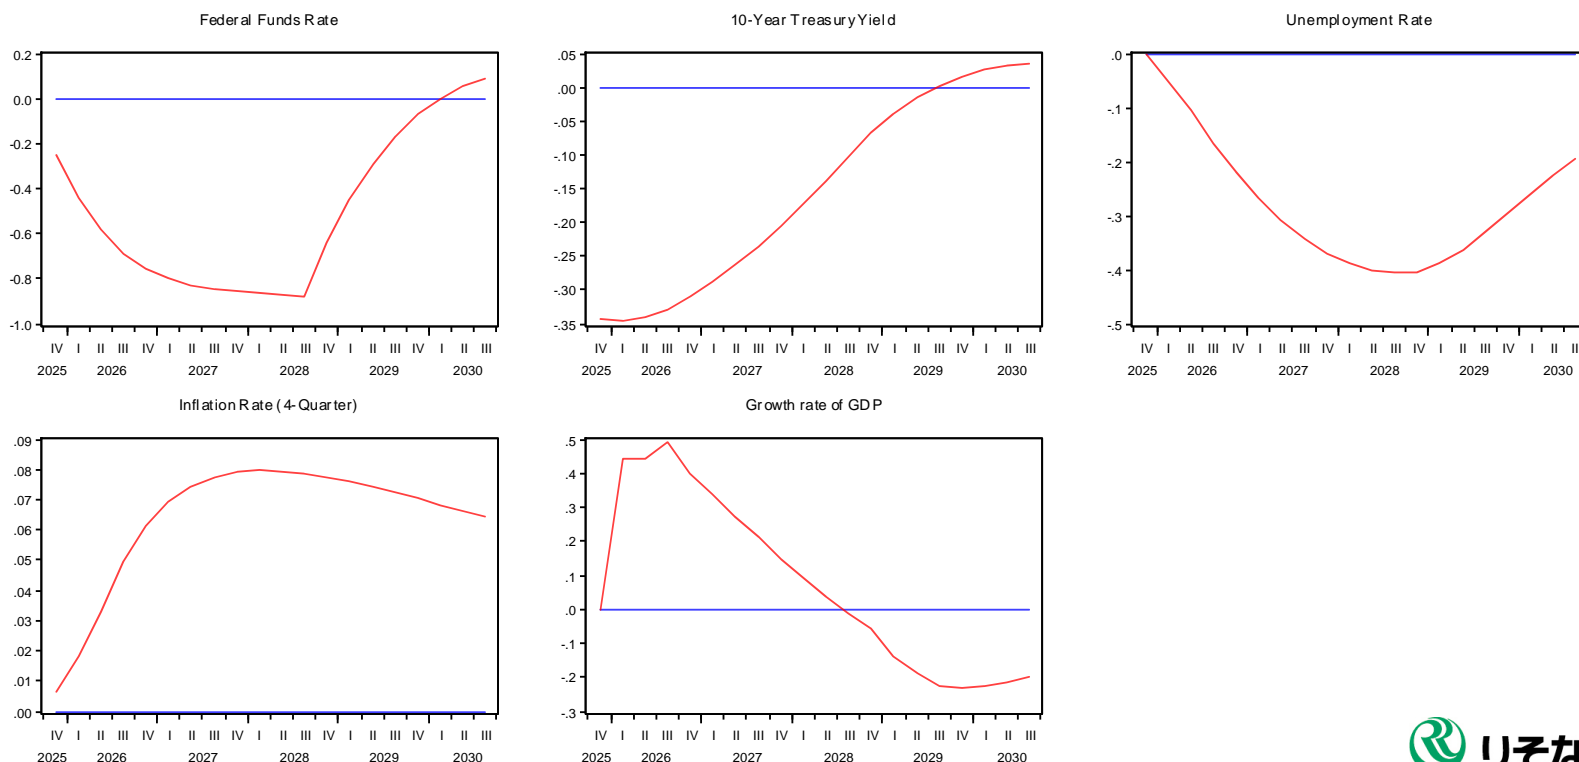 Federal Funds Rate
0.2
0.0
-0.2
-0.4
-0.6
-0.8
-1.0
IV I II III IV I II III IV I II III I II III IV I II III
2025 2026 2027 2028 2029 2030
10-Year Treasury Yield
.05
.00
-.05
-.10
-.15
-.20
-.25
-.30
-.35
IV I II III IV I II III IV I II III IV I II III IV I II III
2025 2026 2027 2028 2029 2030
Unemployment Rate
.0
-.1
-.2
-.3
-.4
-.5
IV I II III IV I II III IV I II III IV I II III IV I II II
2025 2026 2027 2028 2029 2030
Inflation Rate (4-Quarter)
.09
.08
.07
.06
.05
.04
.03
.02
.01
.00
IV I II III IV I II III IV I II III IV I II III IV I II III
2025 2026 2027 2028 2029 2030
Growth rate of GDP
.5
.4
.3
.2
.1
.0
-.1
-.2
-.3
IV I II III IV I II III IV I II III IV I II III IV I II III
2025 2026 2027 2028 2029 2030
りそな